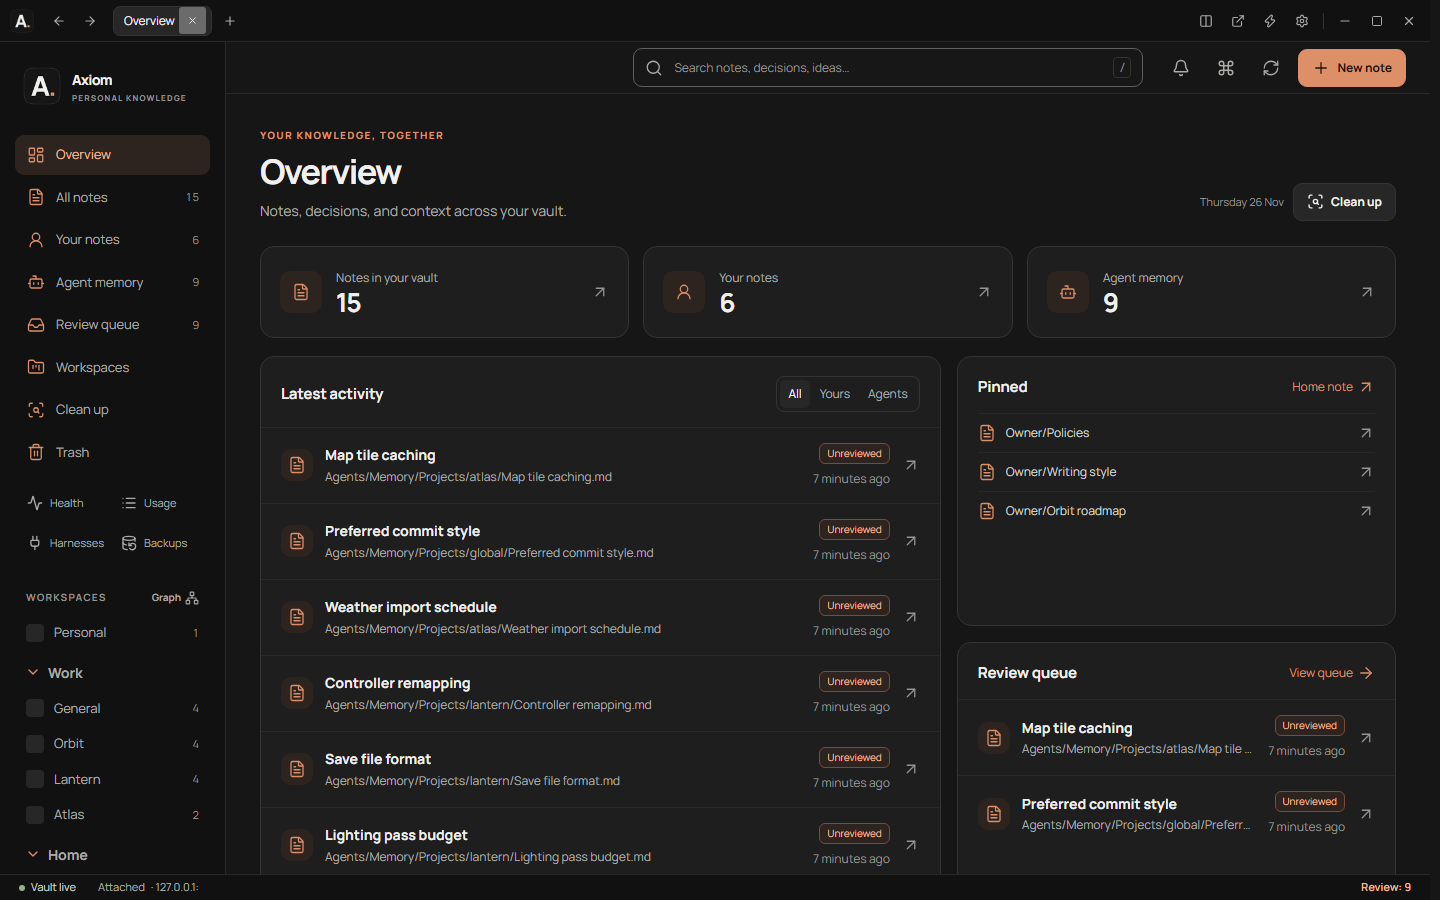 A.
Overview
A.
Axiom
PERSONAL KNOWLEDGE
Search notes, decisions, ideas...
/
New note
Overview
All notes 15
Your notes 6
Agent memory 9
Review queue 9
Workspaces
Clean up
Trash
Health
Usage
Harnesses
Backups
WORKSPACES
Graph
Personal 1
Work
General 4
Orbit 4
Lantern 4
Atlas 2
Home
YOUR KNOWLEDGE, TOGETHER
Overview
Notes, decisions, and context across your vault.
Thursday 26 Nov
Clean up
Notes in your vault
15
Your notes
6
Agent memory
9
Latest activity
All
Yours
Agents
Map tile caching
Unreviewed
Agents/Memory/Projects/atlas/Map tile caching.md
7 minutes ago
Preferred commit style
Unreviewed
Agents/Memory/Projects/global/Preferred commit style.md
7 minutes ago
Weather import schedule
Unreviewed
Agents/Memory/Projects/atlas/Weather import schedule.md
7 minutes ago
Controller remapping
Unreviewed
Agents/Memory/Projects/lantern/Controller remapping.md
7 minutes ago
Save file format
Unreviewed
Agents/Memory/Projects/lantern/Save file format.md
7 minutes ago
Lighting pass budget
Unreviewed
Agents/Memory/Projects/lantern/Lighting pass budget.md
7 minutes ago
Pinned
Home note
Owner/Policies
Owner/Writing style
Owner/Orbit roadmap
Review queue
View queue
Map tile caching
Unreviewed
Agents/Memory/Projects/atlas/Map tile ...
7 minutes ago
Preferred commit style
Unreviewed
Agents/Memory/Projects/global/Preferr...
7 minutes ago
Vault live
Attached · 127.0.0.1:
Review: 9